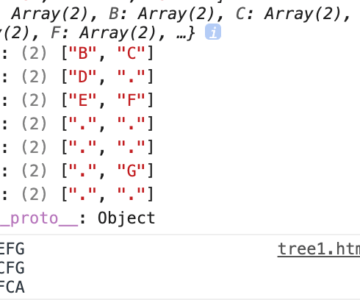 Array(2), B: Array(2), C: Array(2),
(2), F: Array(2), …} i
: (2) ["B", "C"]
: (2) ["D", "."]
: (2) ["E", "F"]
: (2) [".", "."]
: (2) [".", "."]
: (2) [".", "G"]
: (2) [".", "."]
__proto__: Object
EFG tree1.htm
CFG
FCA